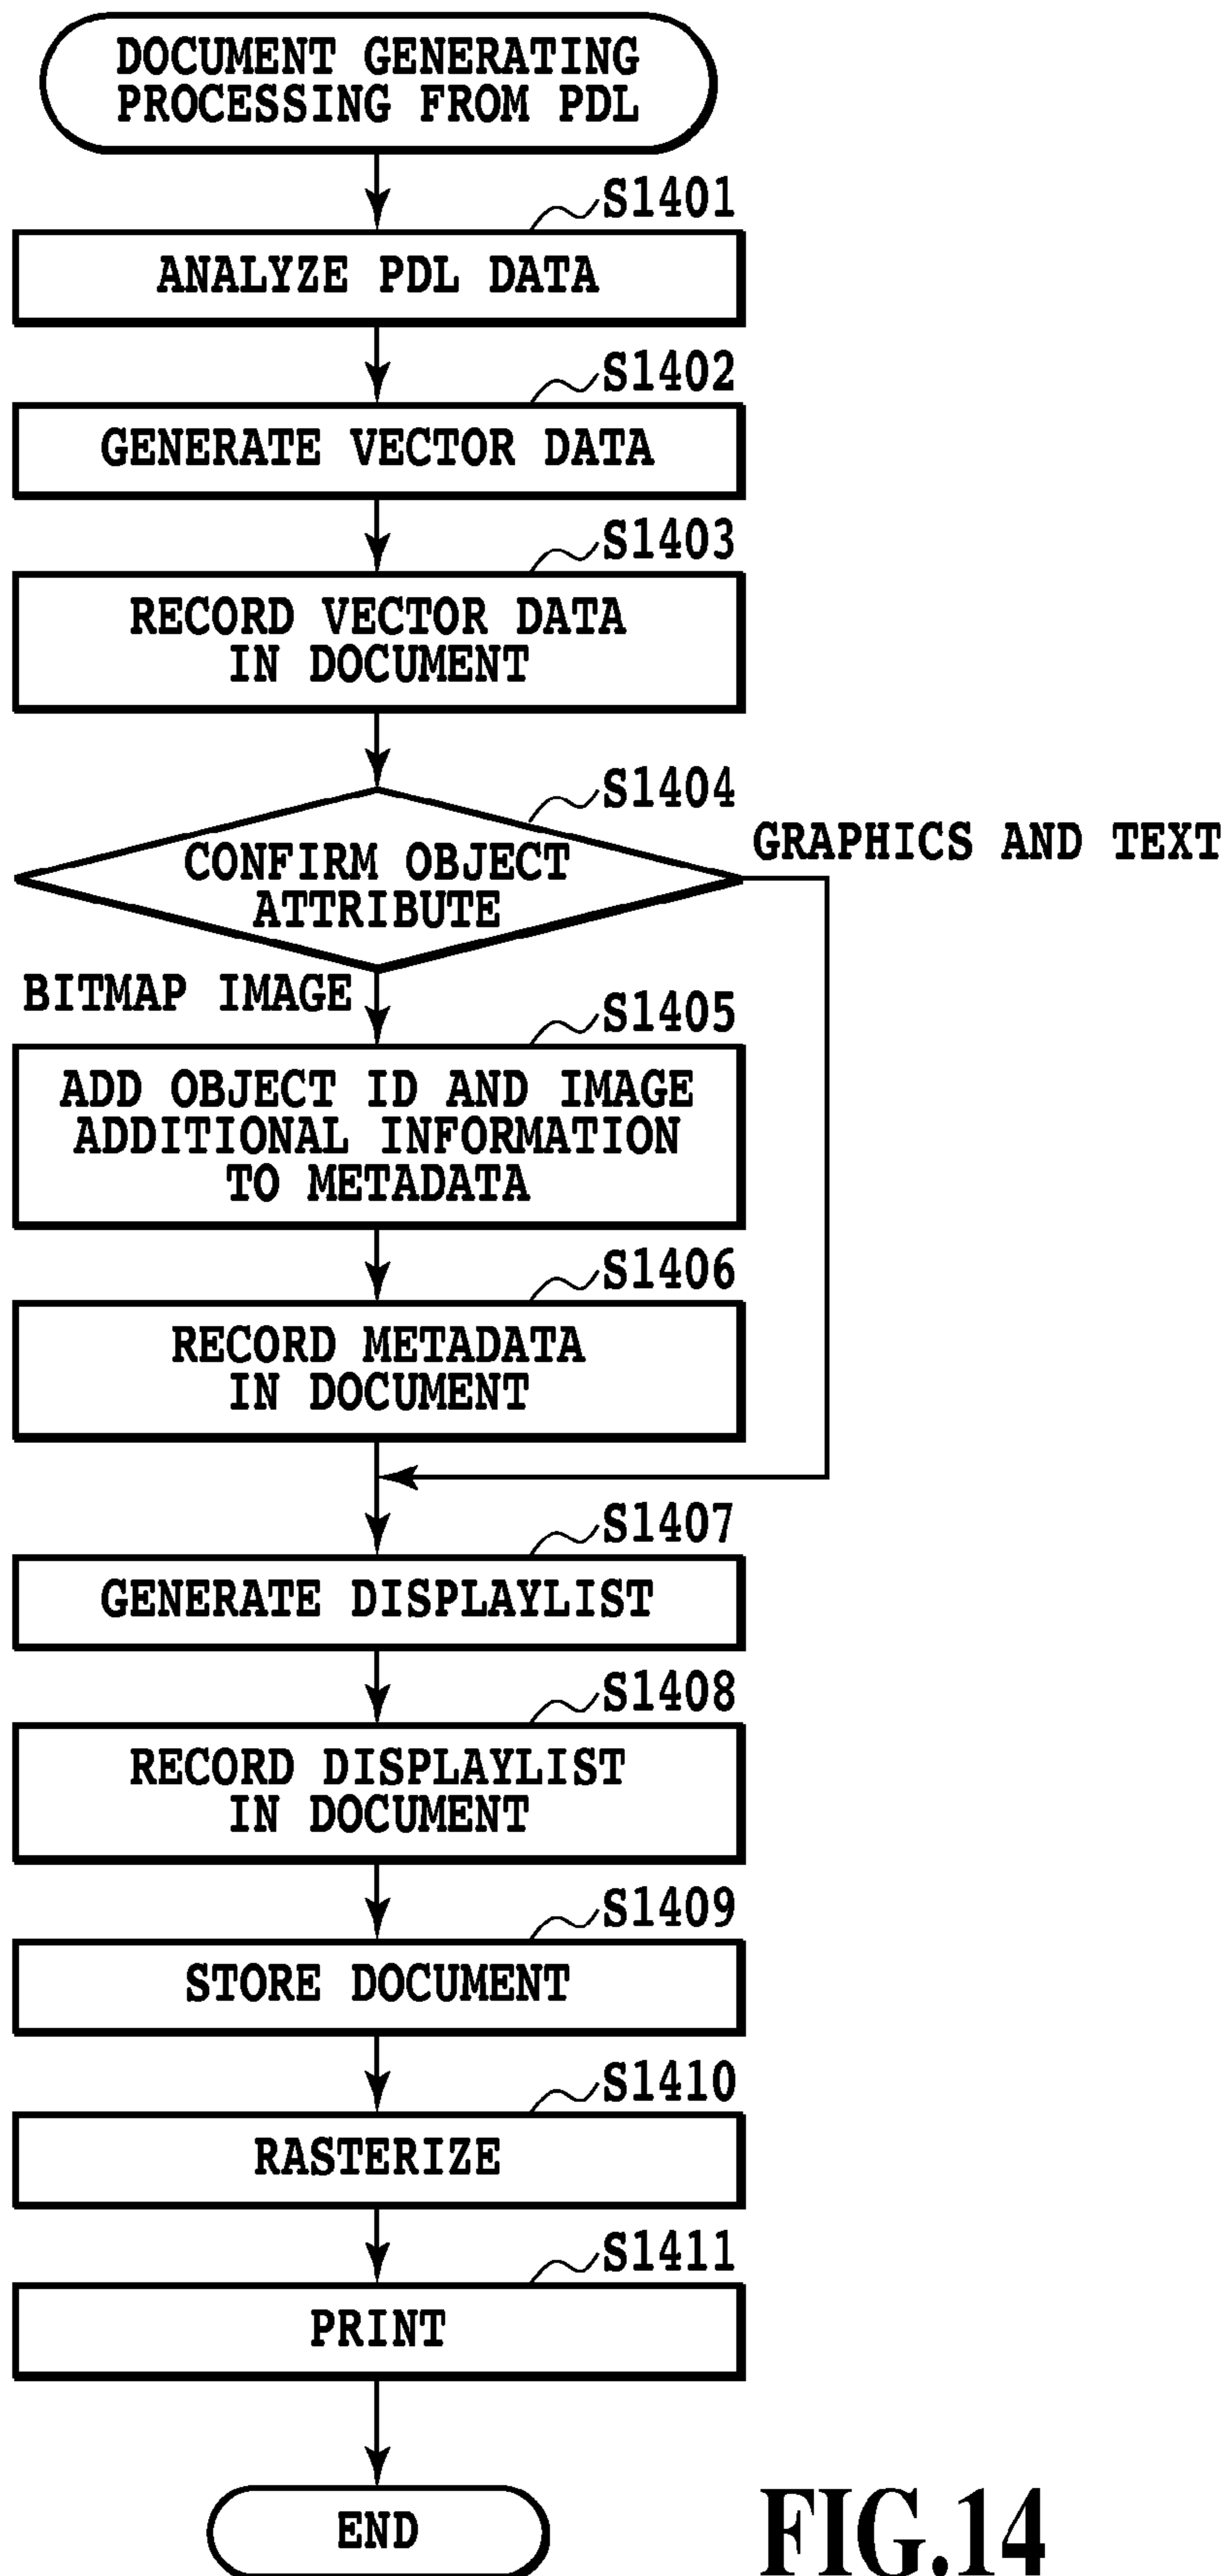 DOCUMENT GENERATING
PROCESSING FROM PDL
S1401
ANALYZE PDL DATA
S1402
GENERATE VECTOR DATA
S1403
RECORD VECTOR DATA
IN DOCUMENT
S1404
CONFIRM OBJECT
ATTRIBUTE
GRAPHICS AND TEXT
BITMAP IMAGE
S1405
ADD OBJECT ID AND IMAGE
ADDITIONAL INFORMATION
TO METADATA
S1406
RECORD METADATA
IN DOCUMENT
S1407
GENERATE DISPLAYLIST
S1408
RECORD DISPLAYLIST
IN DOCUMENT
S1409
STORE DOCUMENT
S1410
RASTERIZE
S1411
PRINT
END
FIG.14